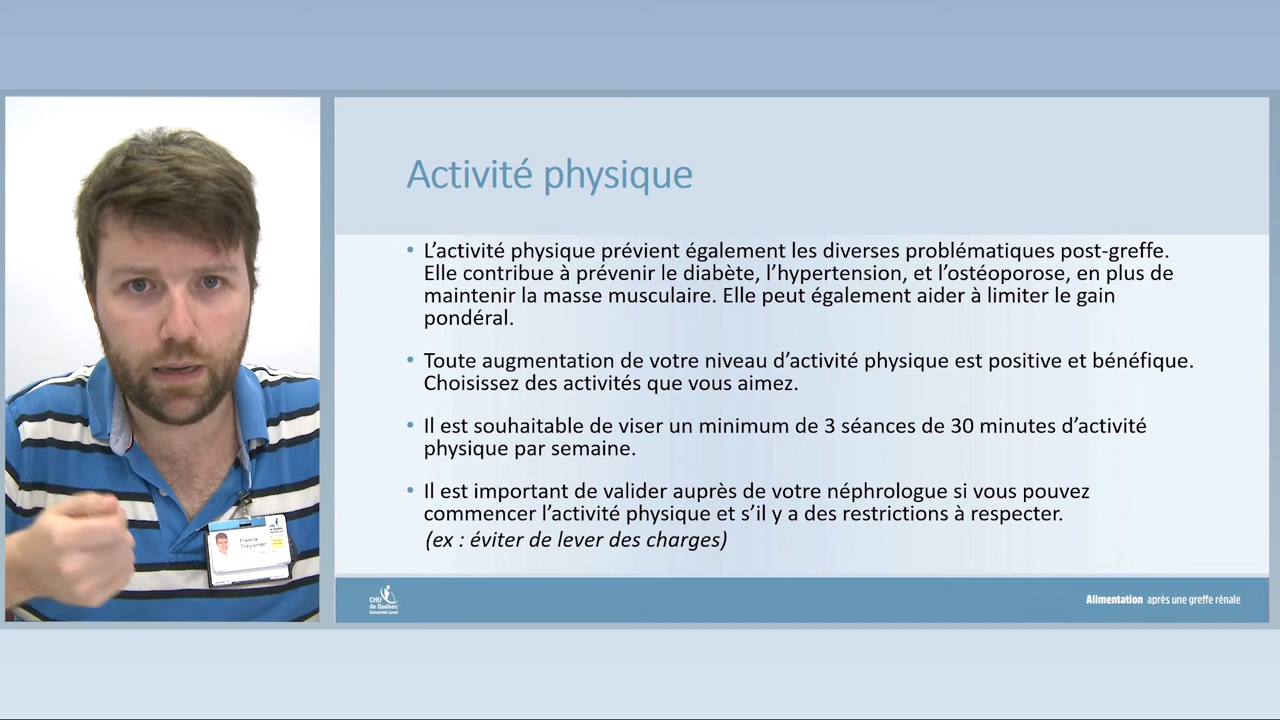 Activité physique
• L’activité physique prévient également les diverses problématiques post-greffe.
Elle contribue à prévenir le diabète, l’hypertension, et l’ostéoporose, en plus de
maintenir la masse musculaire. Elle peut également aider à limiter le gain
pondéral.
• Toute augmentation de votre niveau d’activité physique est positive et bénéfique.
Choisissez des activités que vous aimez.
• Il est souhaitable de viser un minimum de 3 séances de 30 minutes d’activité
physique par semaine.
• Il est important de valider auprès de votre néphrologue si vous pouvez
commencer l’activité physique et s’il y a des restrictions à respecter.
(ex : éviter de lever des charges)
CHU
de Québec
Université Laval
Alimentation après une greffe rénale
Francis